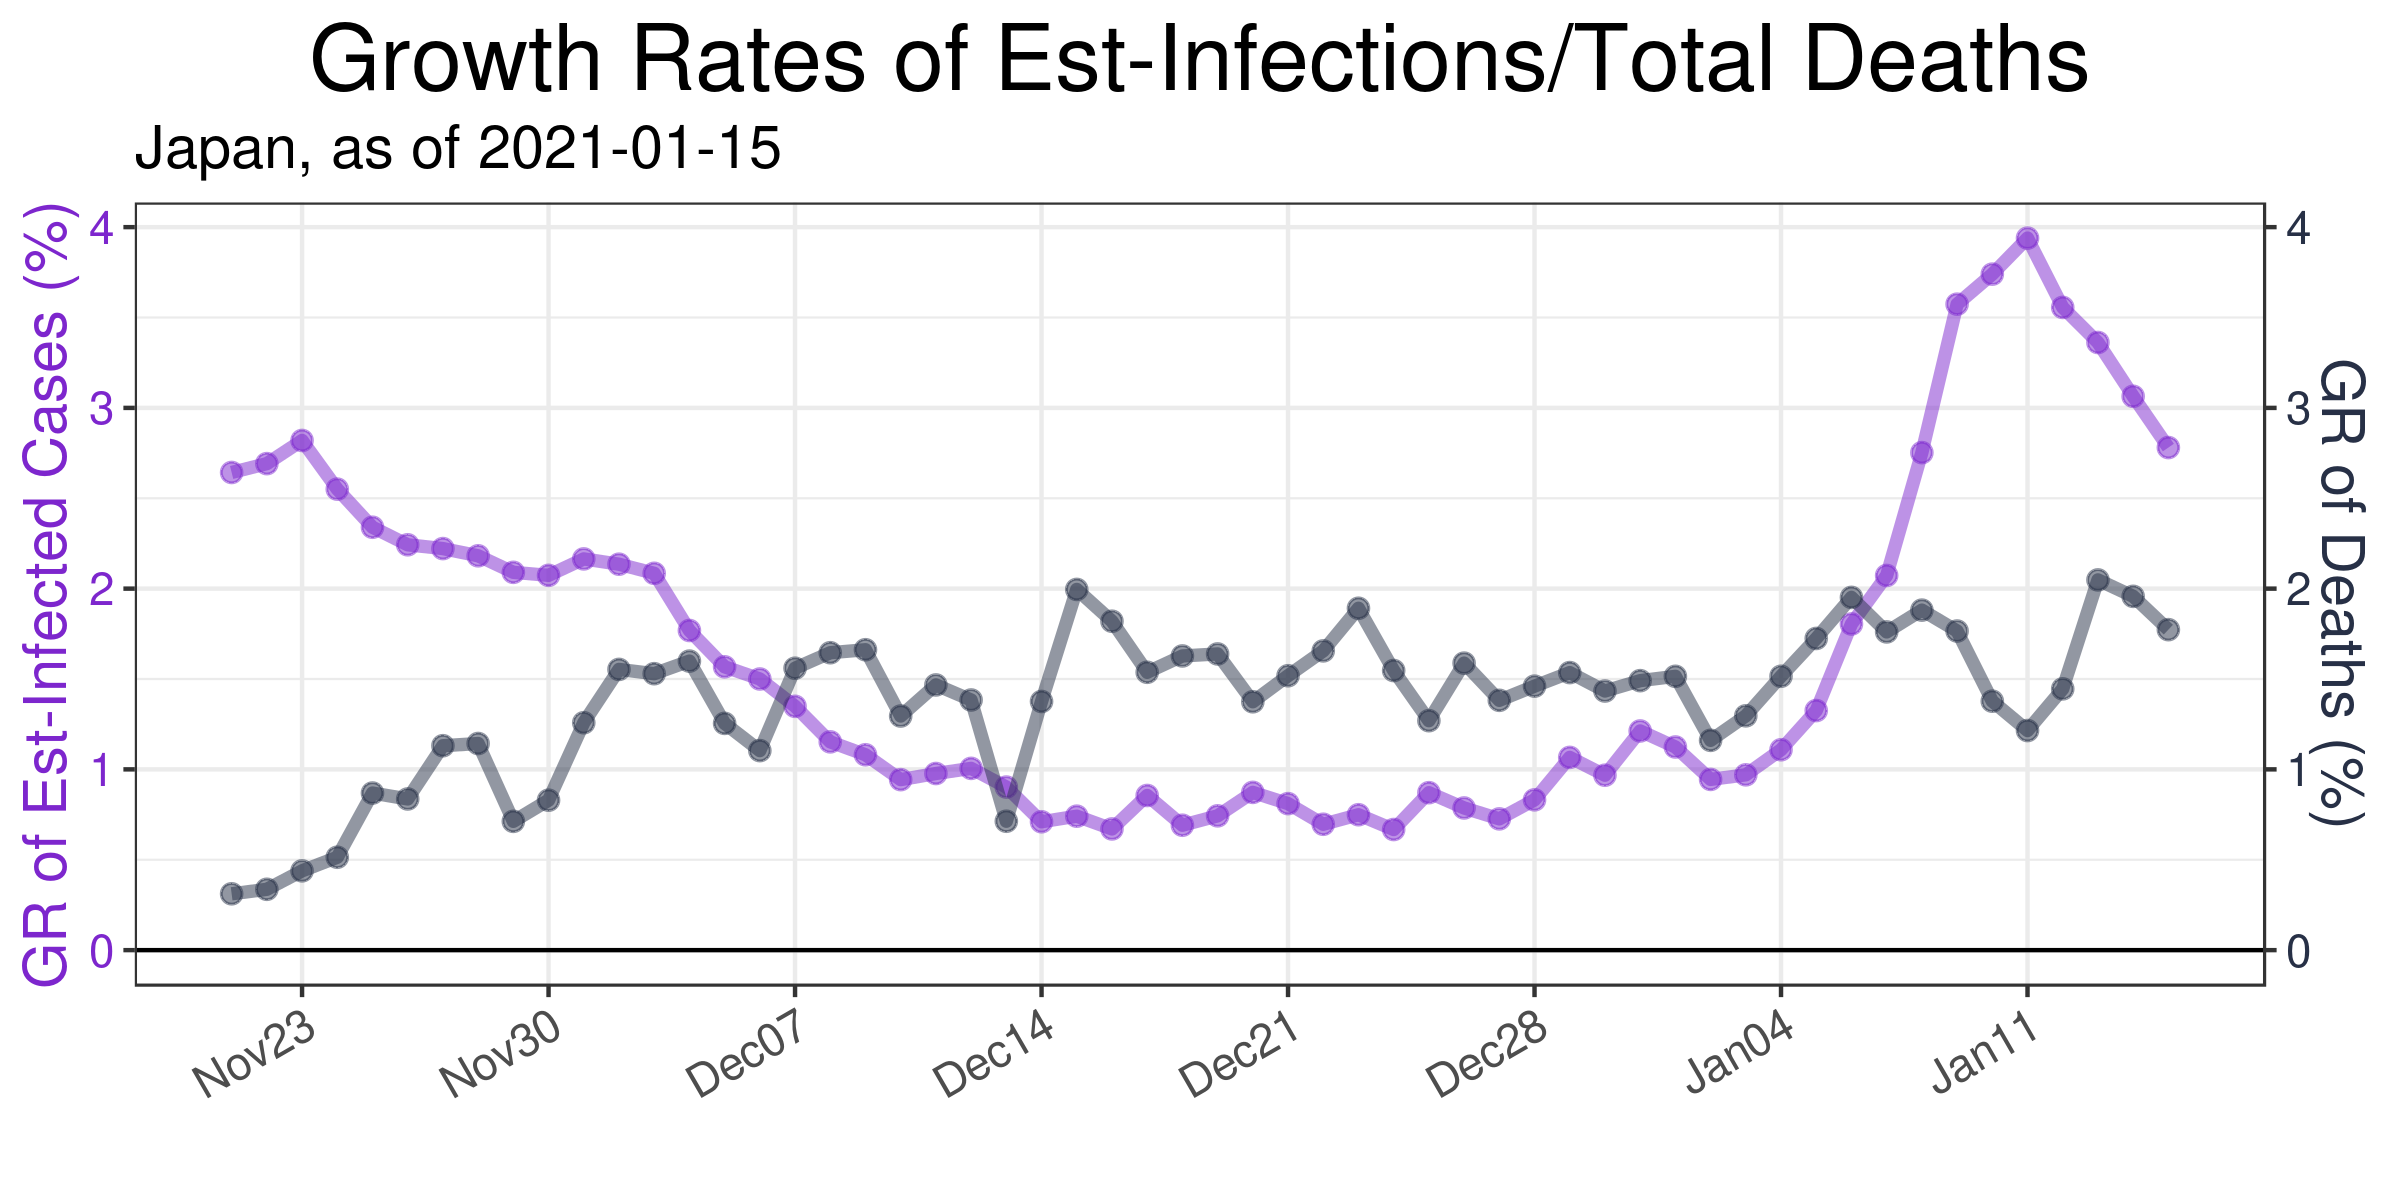 Growth Rates of Est-Infections/Total Deaths
Japan, as of 2021-01-15
GR of Est-Infected Cases (%)
4
3
2
1
0
4
3
2
1
0
GR of Deaths (%)
Nov23
Nov30
Dec07
Dec14
Dec21
Dec28
Jan04
Jan11